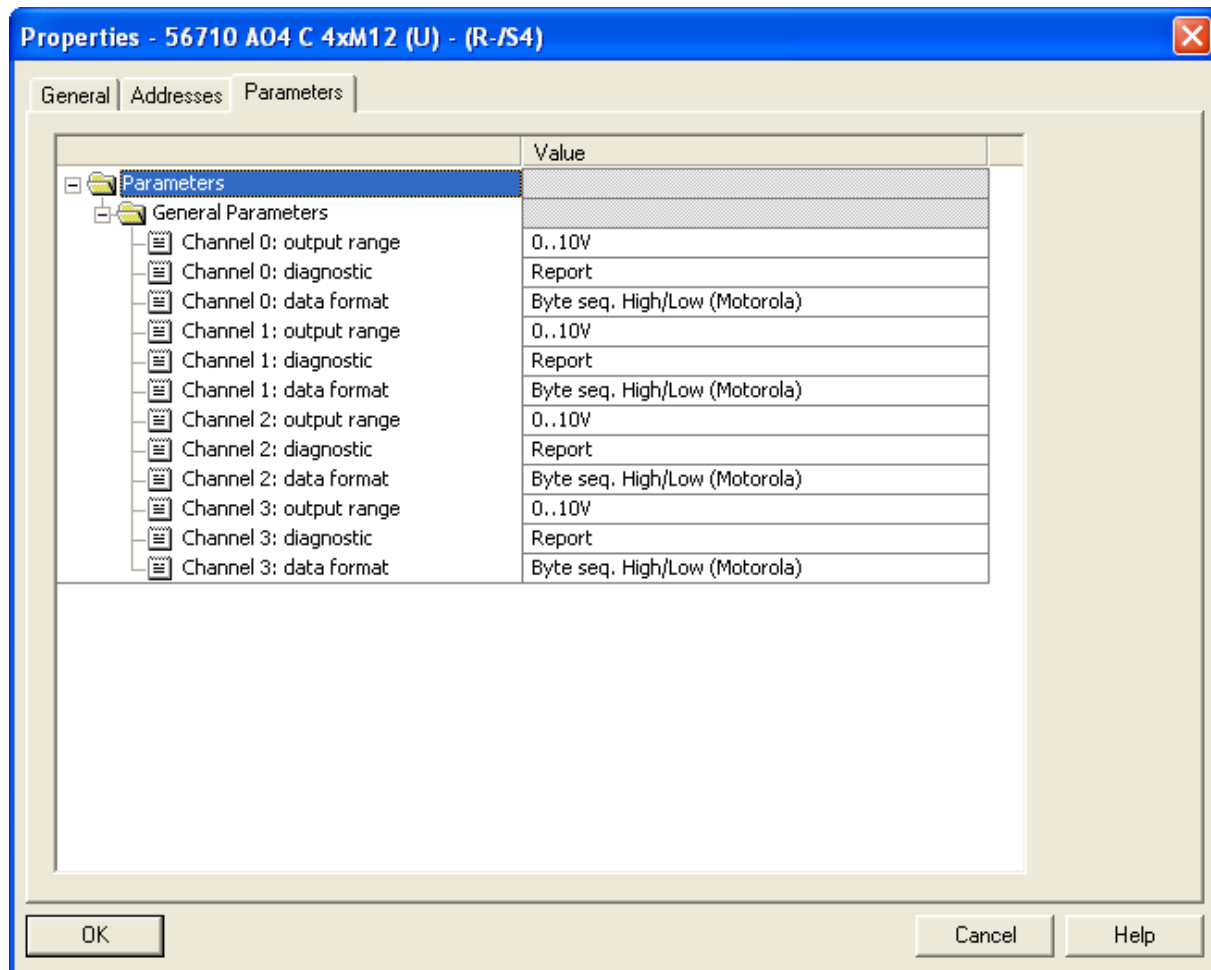 Properties - 56710 AO4 C 4xM12 (U) - (R-/S4)
General Addresses Parameters
Value
Parameters
General Parameters
Channel 0: output range 0..10V
Channel 0: diagnostic Report
Channel 0: data format Byte seq. High/Low (Motorola)
Channel 1: output range 0..10V
Channel 1: diagnostic Report
Channel 1: data format Byte seq. High/Low (Motorola)
Channel 2: output range 0..10V
Channel 2: diagnostic Report
Channel 2: data format Byte seq. High/Low (Motorola)
Channel 3: output range 0..10V
Channel 3: diagnostic Report
Channel 3: data format Byte seq. High/Low (Motorola)
OK Cancel Help